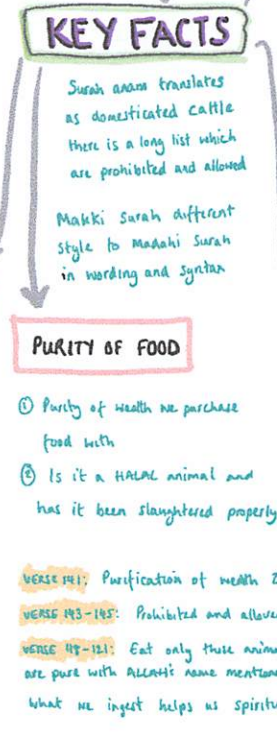 KEY FACTS
Surah anam translates
as domesticated cattle
there is a long list which
are prohibited and allowed
Makki Surah different
style to Madani Surah
in wording and syntax
PURITY OF FOOD
① Purity of wealth we purchase
food with
② Is it a HALAL animal and
has it been slaughtered properly
VERSE 141: Purification of wealth
VERSE 143-145: Prohibited and allowed
VERSE 118-121: Eat only those
are pure with ALLAH's name
what we ingest helps us